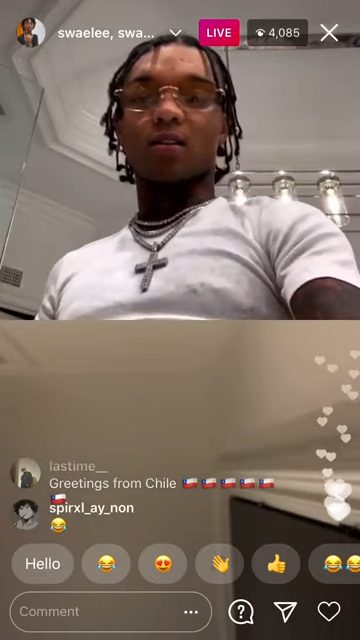 swaelee, swa...
LIVE
4,085
lastime__
Greetings from Chile 🇨🇱 🇨🇱 🇨🇱 🇨🇱 🇨🇱
🇨🇱
spirxl_ay_non
😂
Hello 😂 😍 👋 👍 😂😂
Comment ...